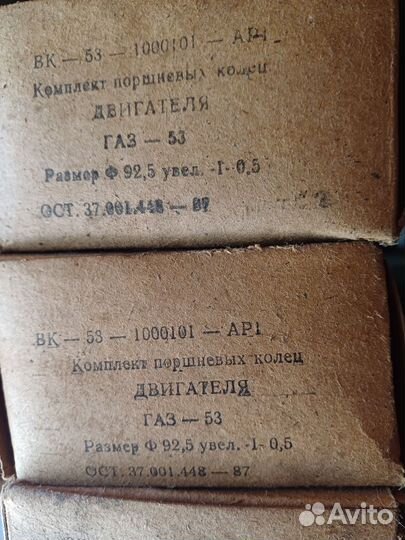 ВК — 53 — 1000101 — АР1
Комплект поршневых колец
ДВИГАТЕЛЯ
ГАЗ — 53
Размер Ф 92,5 увел. -1- 0,5
ОСТ. 37.001.448 — 87
ВК — 53 — 1000101 — АР1
Комплект поршневых колец
ДВИГАТЕЛЯ
ГАЗ — 53
Размер Ф 92,5 увел. -1- 0,5
ОСТ. 37.001.448 — 87
Avito